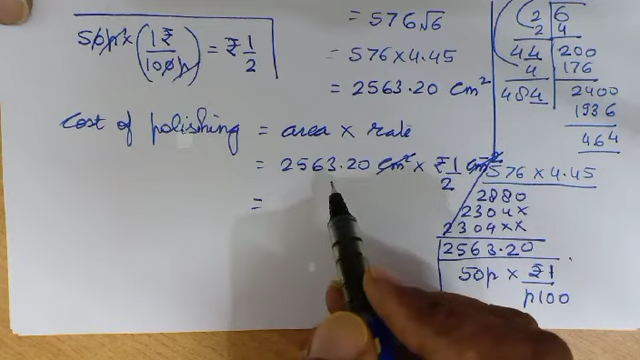 50p × (1₹/100p) = ₹ 1/2
= 576√6
= 576 × 4.45
= 2563.20 cm²
Cost of polishing = area × rate
= 2563.20 cm² × ₹1/2 cm²
=
2 | 6
2 | 4
44 | 200
4 | 176
484 | 2400
1936
464
576 × 4.45
2880
2304×
2304××
2563.20
50p × ₹1/p100